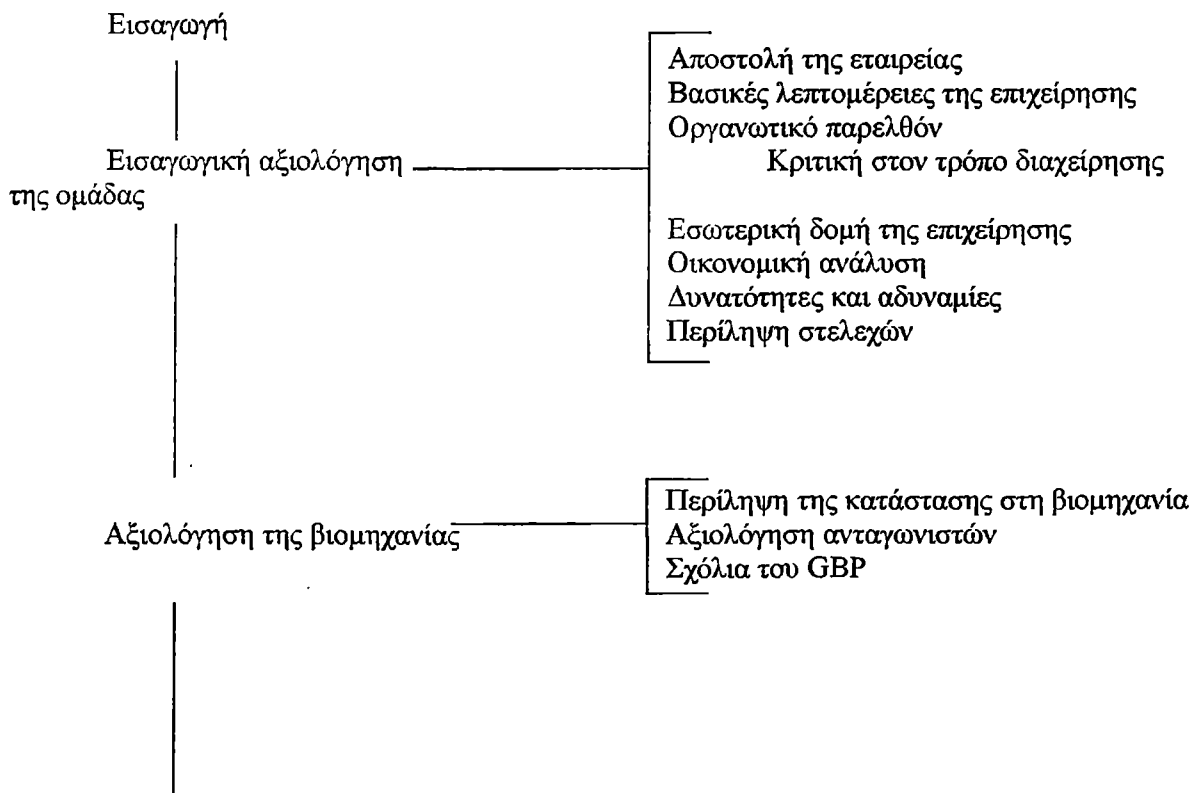 Εισαγωγή
Εισαγωγική αξιολόγηση
της ομάδας
Αποστολή της εταιρείας
Βασικές λεπτομέρειες της επιχείρησης
Οργανωτικό παρελθόν
Κριτική στον τρόπο διαχείρησης
Εσωτερική δομή της επιχείρησης
Οικονομική ανάλυση
Δυνατότητες και αδυναμίες
Περίληψη στελεχών
Αξιολόγηση της βιομηχανίας
Περίληψη της κατάστασης στη βιομηχανία
Αξιολόγηση ανταγωνιστών
Σχόλια του GBP